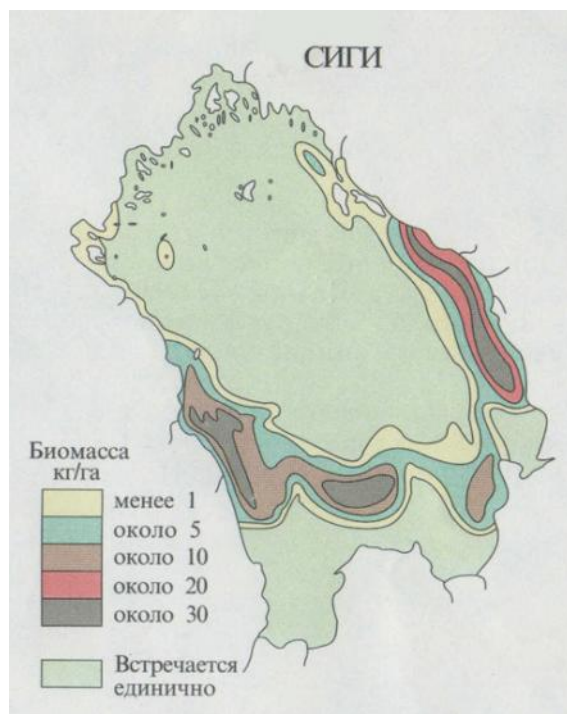 СИГИ
Биомасса
кг/га
менее 1
около 5
около 10
около 20
около 30
Встречается
единично